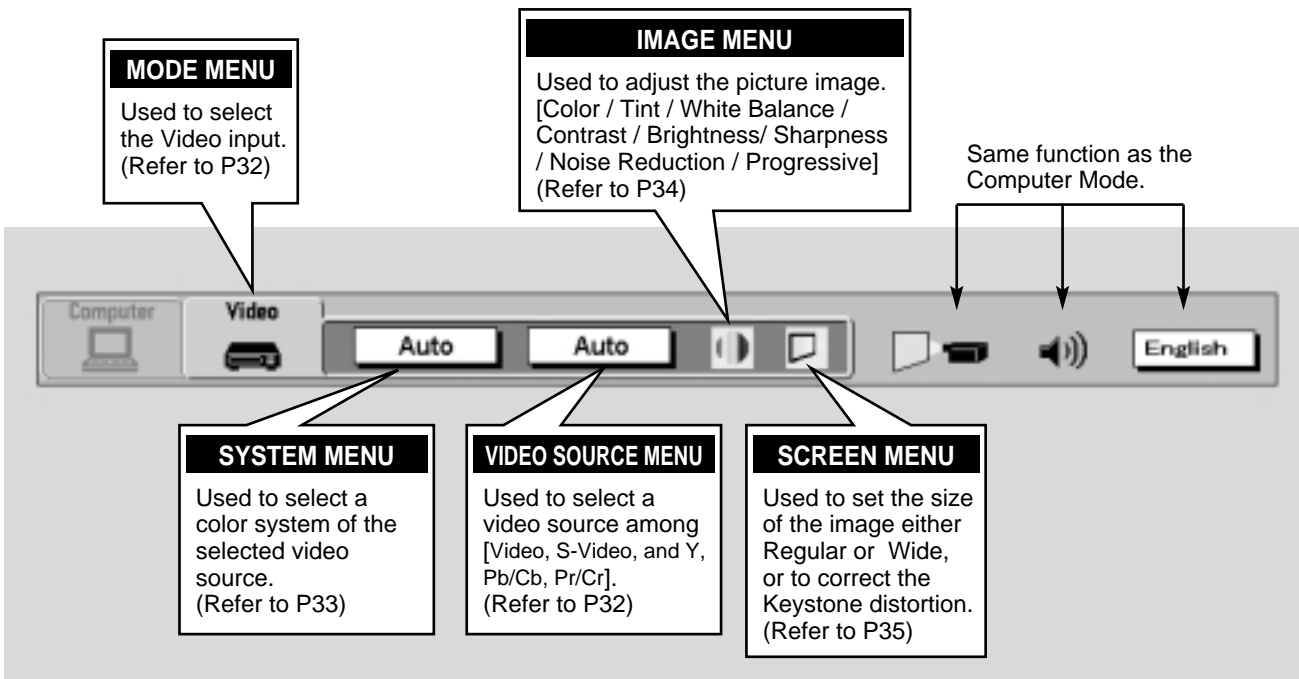 MODE MENU
Used to select
the Video input.
(Refer to P32)
IMAGE MENU
Used to adjust the picture image.
[Color / Tint / White Balance /
Contrast / Brightness/ Sharpness
/ Noise Reduction / Progressive]
(Refer to P34)
Same function as the
Computer Mode.
Computer
Video
Auto
Auto
English
SYSTEM MENU
Used to select a
color system of the
selected video
source.
(Refer to P33)
VIDEO SOURCE MENU
Used to select a
video source among
[Video, S-Video, and Y,
Pb/Cb, Pr/Cr].
(Refer to P32)
SCREEN MENU
Used to set the size
of the image either
Regular or Wide,
or to correct the
Keystone distortion.
(Refer to P35)